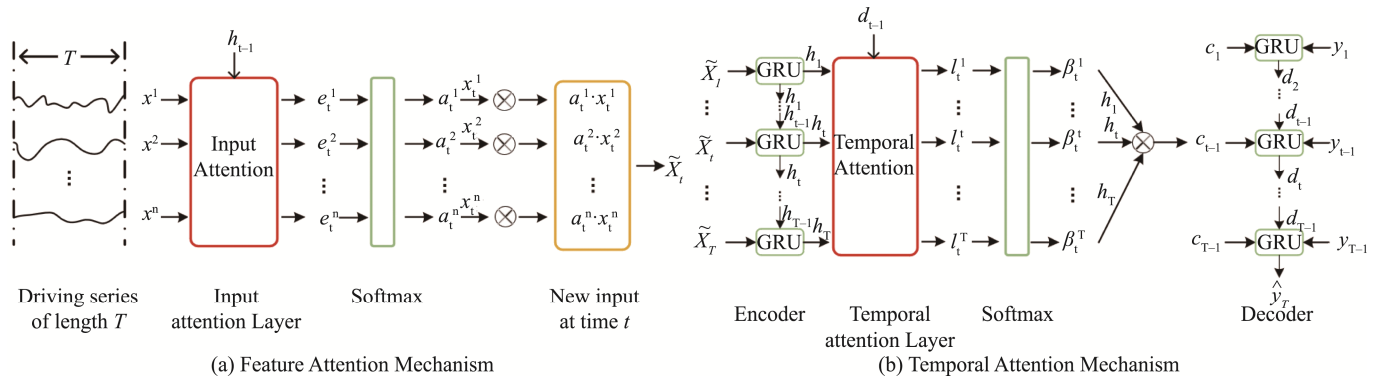 T
h_{t–1}
x^1 e_t^1 a_t^1 x_t^1 a_t^1·x_t^1
x^2 Input Attention e_t^2 a_t^2 x_t^2 a_t^2·x_t^2
⋮ ⋮ ⋮ ⋮
x^n e_t^n a_t^n x_t^n a_t^n·x_t^n
X̃_t
Driving series
of length T
Input
attention Layer
Softmax
New input
at time t
(a) Feature Attention Mechanism
d_{t–1}
X̃_1 GRU h_1 l_t^1 β_t^1 h_1
h_1
⋮ h_1
h_{t–1}
X̃_t GRU h_t Temporal Attention l_t^t β_t^t h_t
h_t
⋮
h_{T–1}
X̃_T GRU h_T l_t^T β_t^T h_T
c_1 GRU y_1
d_2
⋮
d_{t–1}
c_{t–1} GRU y_{t–1}
d_t
⋮
d_{T–1}
c_{T–1} GRU y_{T–1}
ŷ_T
Encoder
Temporal
attention Layer
Softmax
Decoder
(b) Temporal Attention Mechanism